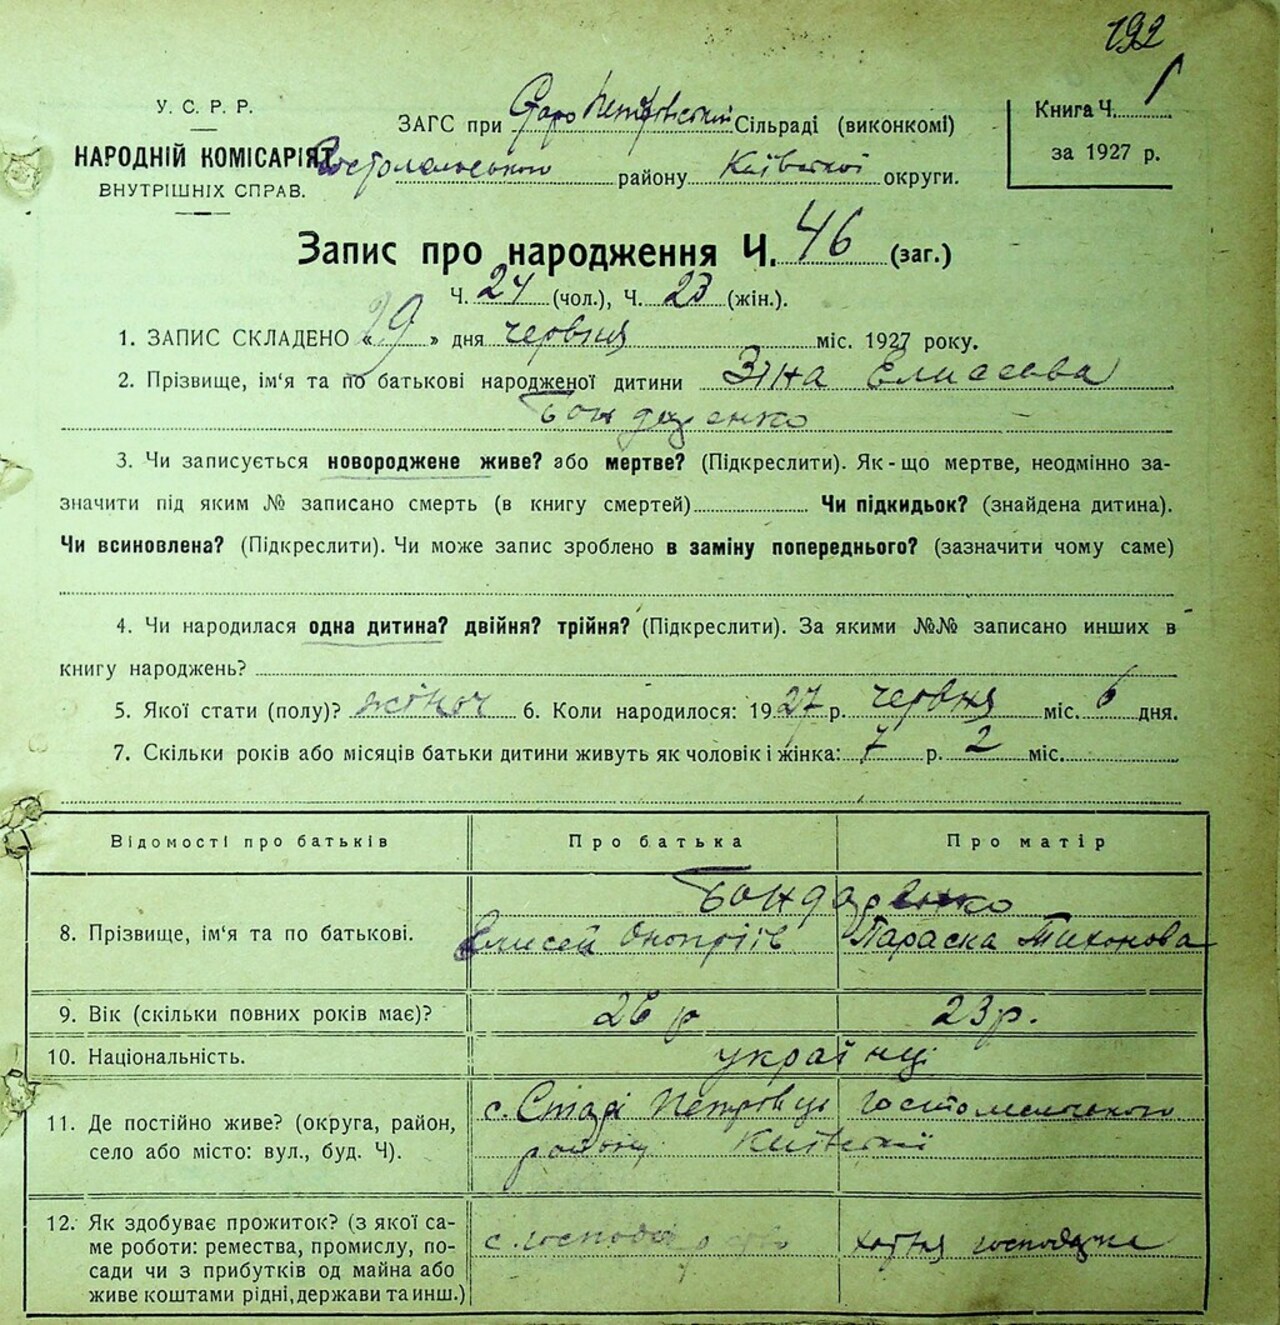 192
У. С. Р. Р.
НАРОДНІЙ КОМІСАРІЯТ
ВНУТРІШНІХ СПРАВ.
ЗАГС при Старо Петровській Сільраді (виконкомі)
Гостомельського району Київської округи.
Книга Ч. 1
за 1927 р.
Запис про народження Ч. 46 (заг.)
Ч. 24 (чол.), Ч. 23 (жін.).
1. ЗАПИС СКЛАДЕНО «29» дня червня міс. 1927 року.
2. Прізвище, ім'я та по батькові народженої дитини Зіна Елисеєва
Бондаренко
3. Чи записується новороджене живе? або мертве? (Підкреслити). Як-що мертве, неодмінно за-
значити під яким № записано смерть (в книгу смертей) Чи підкидьок? (знайдена дитина).
Чи всиновлена? (Підкреслити). Чи може запис зроблено в заміну попереднього? (зазначити чому саме)
4. Чи народилася одна дитина? двійня? трійня? (Підкреслити). За якими №№ записано инших в
книгу народжень?
5. Якої стати (полу)? жіноч 6. Коли народилося: 1927 р. червня міс. 6 дня.
7. Скільки років або місяців батьки дитини живуть як чоловік і жінка: 7 р. 2 міс.
Відомості про батьків Про батька Про матір
Бондаренко
8. Прізвище, ім'я та по батькові. Елисей Онопріїв Параска Тихонова
9. Вік (скільки повних років має)? 26 р 23 р.
10. Національність. українці
11. Де постійно живе? (округа, район, с. Старі Петрівці Гостомельського
село або місто: вул., буд. Ч). району Київської
12. Як здобуває прожиток? (з якої са-
ме роботи: ремества, промислу, по- с. господарство хатня господарка
сади чи з прибутків од майна або
живе коштами рідні, держави та инш.)